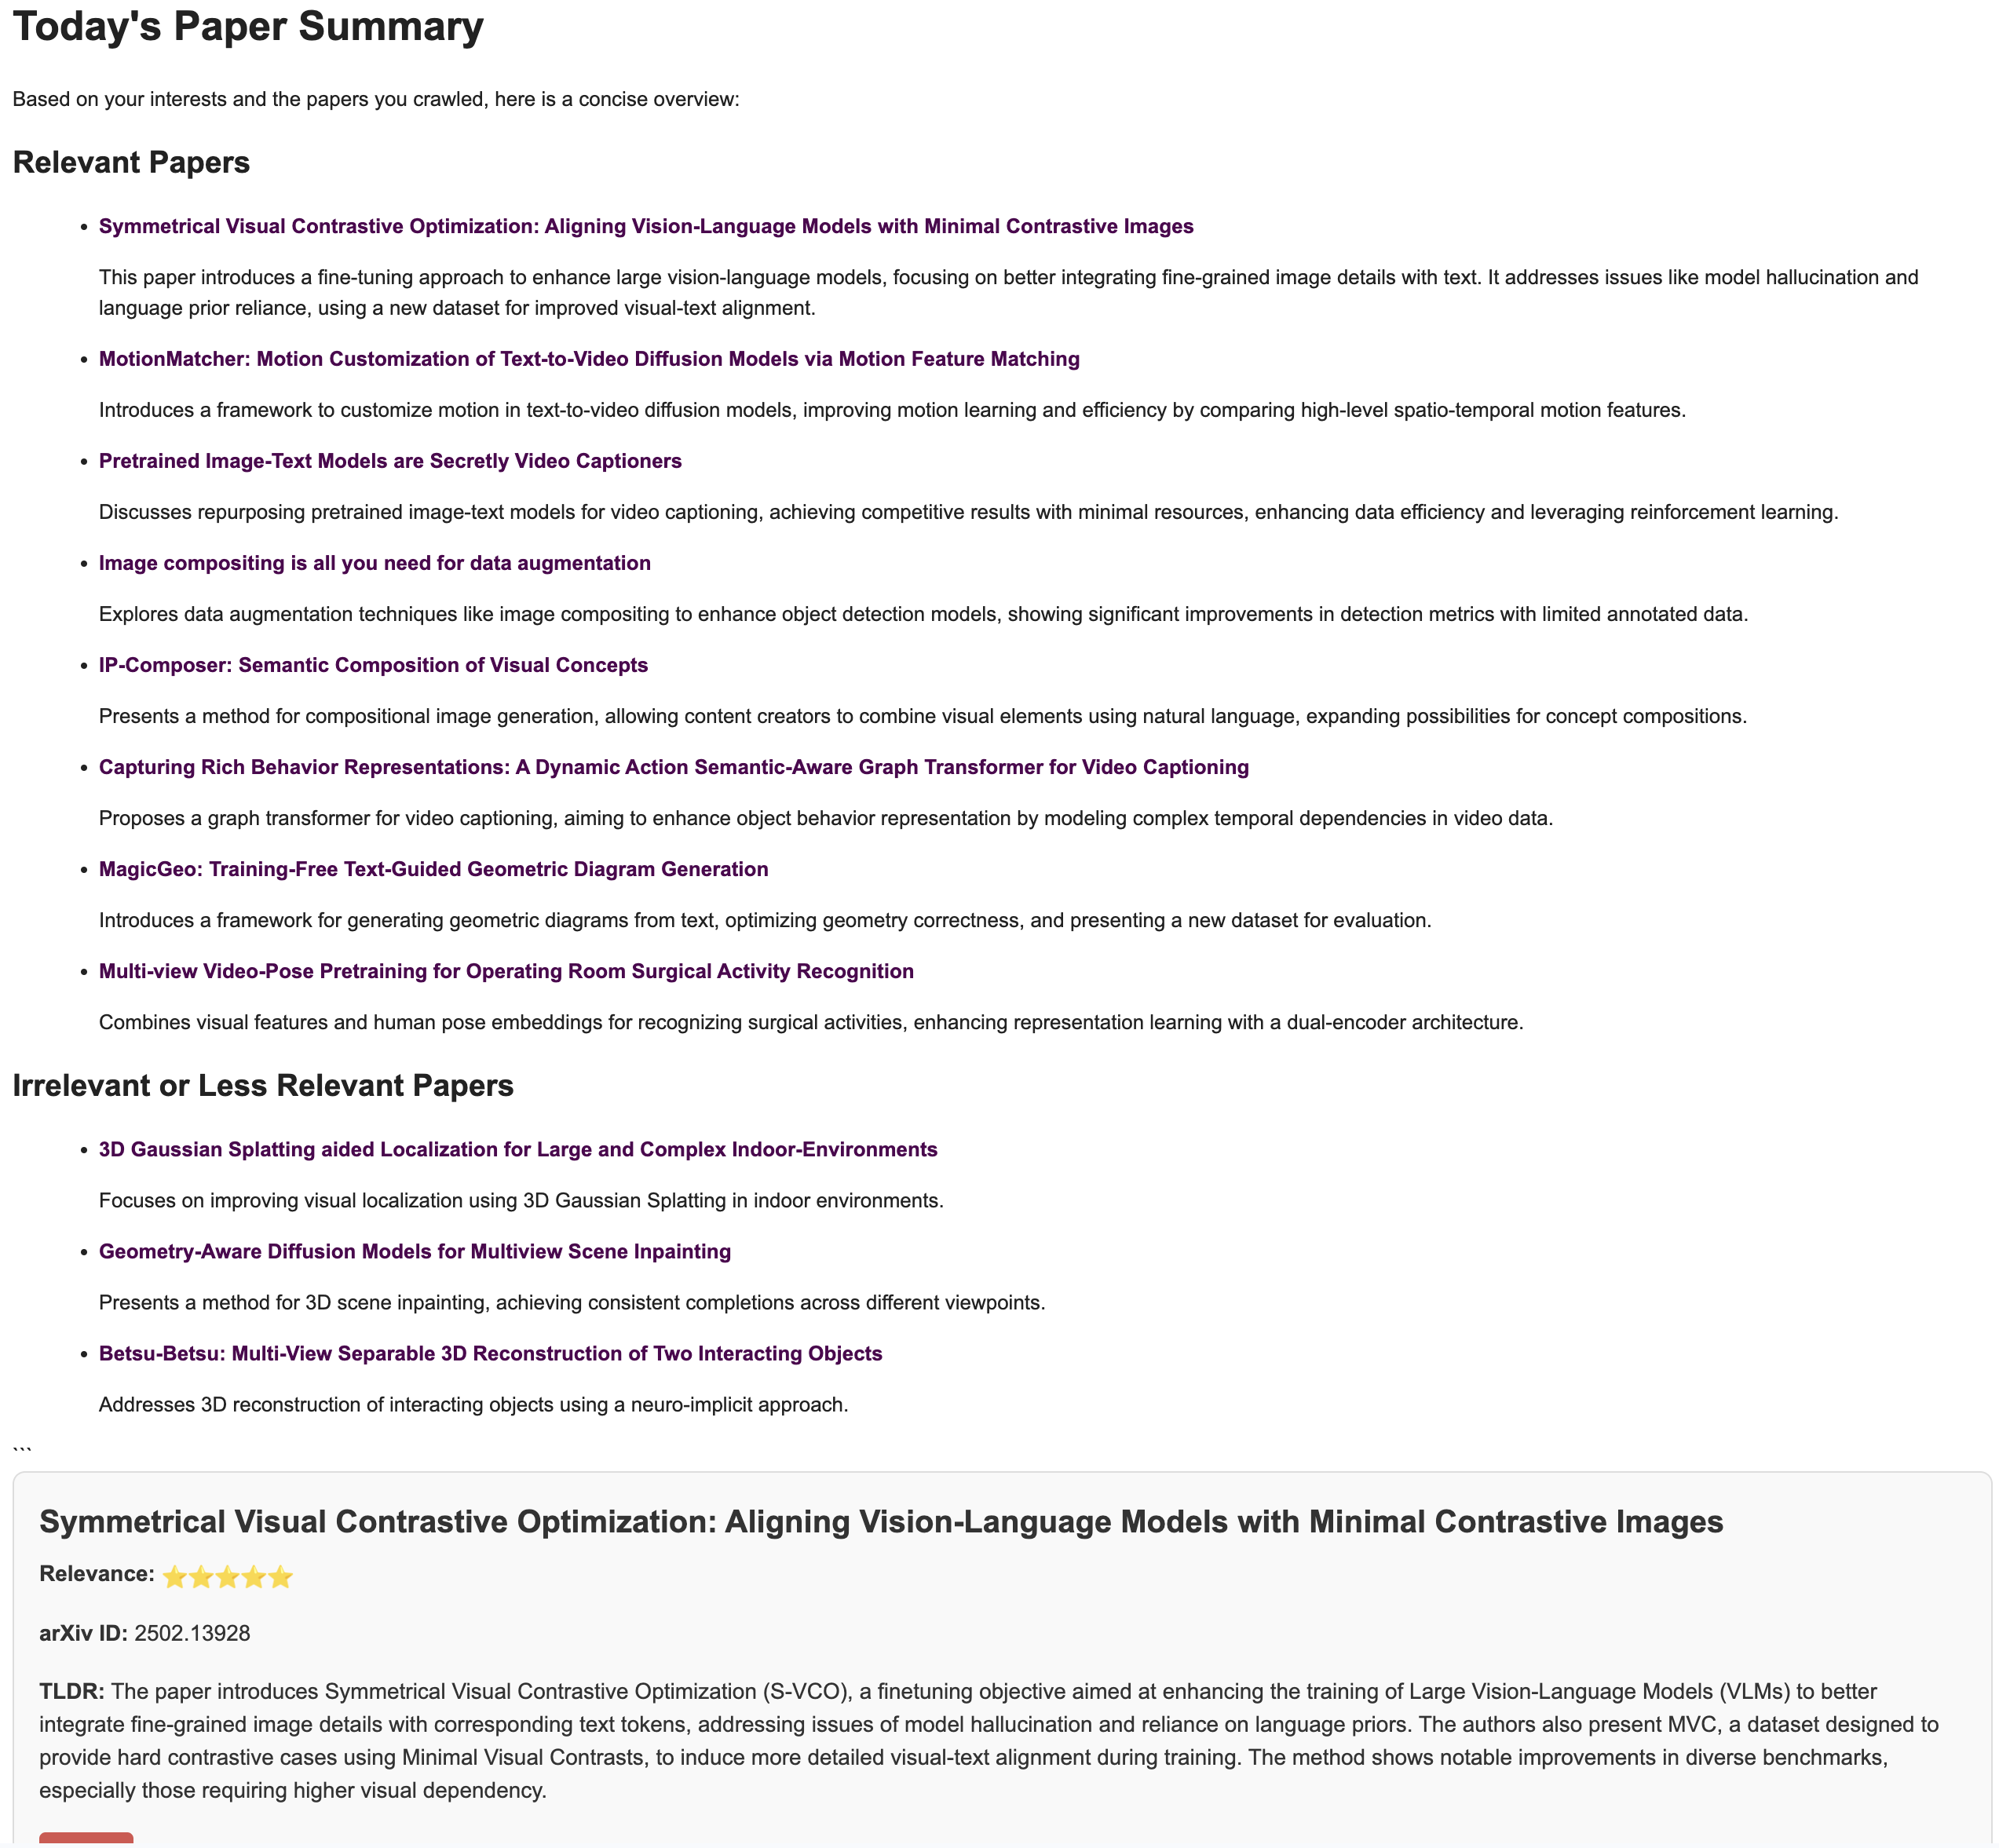 Today's Paper Summary
Based on your interests and the papers you crawled, here is a concise overview:
Relevant Papers
• Symmetrical Visual Contrastive Optimization: Aligning Vision-Language Models with Minimal Contrastive Images
This paper introduces a fine-tuning approach to enhance large vision-language models, focusing on better integrating fine-grained image details with text. It addresses issues like model hallucination and
language prior reliance, using a new dataset for improved visual-text alignment.
• MotionMatcher: Motion Customization of Text-to-Video Diffusion Models via Motion Feature Matching
Introduces a framework to customize motion in text-to-video diffusion models, improving motion learning and efficiency by comparing high-level spatio-temporal motion features.
• Pretrained Image-Text Models are Secretly Video Captioners
Discusses repurposing pretrained image-text models for video captioning, achieving competitive results with minimal resources, enhancing data efficiency and leveraging reinforcement learning.
• Image compositing is all you need for data augmentation
Explores data augmentation techniques like image compositing to enhance object detection models, showing significant improvements in detection metrics with limited annotated data.
• IP-Composer: Semantic Composition of Visual Concepts
Presents a method for compositional image generation, allowing content creators to combine visual elements using natural language, expanding possibilities for concept compositions.
• Capturing Rich Behavior Representations: A Dynamic Action Semantic-Aware Graph Transformer for Video Captioning
Proposes a graph transformer for video captioning, aiming to enhance object behavior representation by modeling complex temporal dependencies in video data.
• MagicGeo: Training-Free Text-Guided Geometric Diagram Generation
Introduces a framework for generating geometric diagrams from text, optimizing geometry correctness, and presenting a new dataset for evaluation.
• Multi-view Video-Pose Pretraining for Operating Room Surgical Activity Recognition
Combines visual features and human pose embeddings for recognizing surgical activities, enhancing representation learning with a dual-encoder architecture.
Irrelevant or Less Relevant Papers
• 3D Gaussian Splatting aided Localization for Large and Complex Indoor-Environments
Focuses on improving visual localization using 3D Gaussian Splatting in indoor environments.
• Geometry-Aware Diffusion Models for Multiview Scene Inpainting
Presents a method for 3D scene inpainting, achieving consistent completions across different viewpoints.
• Betsu-Betsu: Multi-View Separable 3D Reconstruction of Two Interacting Objects
Addresses 3D reconstruction of interacting objects using a neuro-implicit approach.
```
Symmetrical Visual Contrastive Optimization: Aligning Vision-Language Models with Minimal Contrastive Images
Relevance: ⭐⭐⭐⭐⭐
arXiv ID: 2502.13928
TLDR: The paper introduces Symmetrical Visual Contrastive Optimization (S-VCO), a finetuning objective aimed at enhancing the training of Large Vision-Language Models (VLMs) to better
integrate fine-grained image details with corresponding text tokens, addressing issues of model hallucination and reliance on language priors. The authors also present MVC, a dataset designed to
provide hard contrastive cases using Minimal Visual Contrasts, to induce more detailed visual-text alignment during training. The method shows notable improvements in diverse benchmarks,
especially those requiring higher visual dependency.